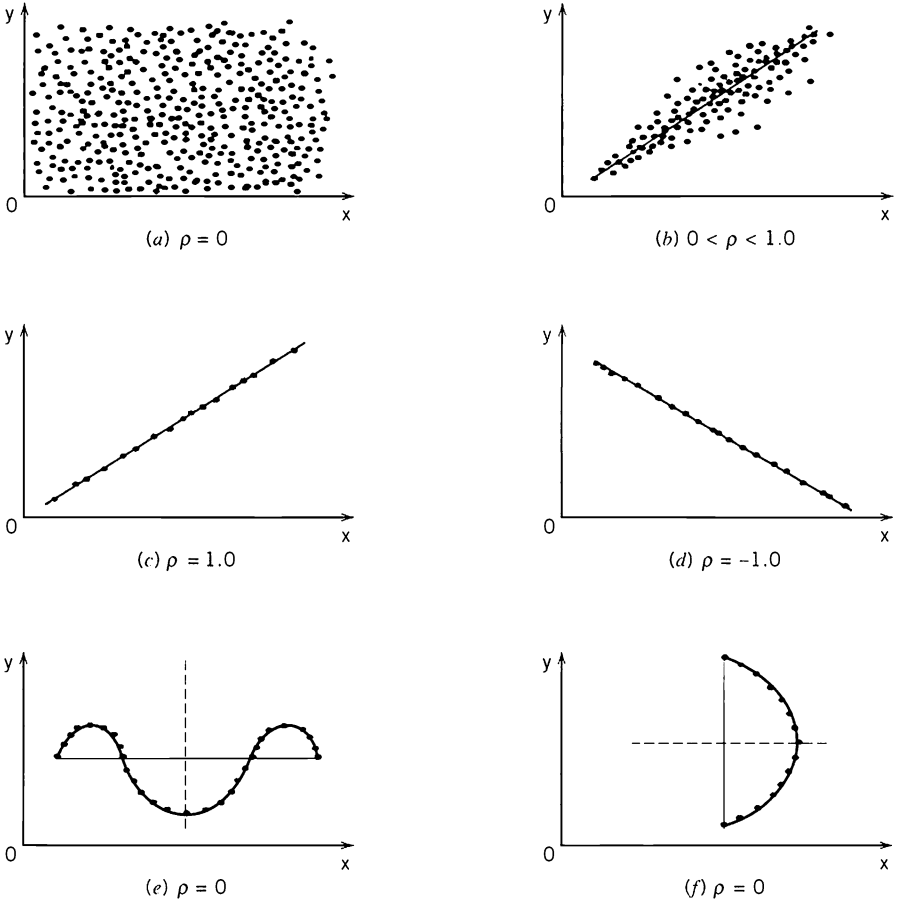 y
y
0
x
0
x
(a) ρ = 0
(b) 0 < ρ < 1.0
y
y
0
x
0
x
(c) ρ = 1.0
(d) ρ = -1.0
y
y
0
x
0
x
(e) ρ = 0
(f) ρ = 0